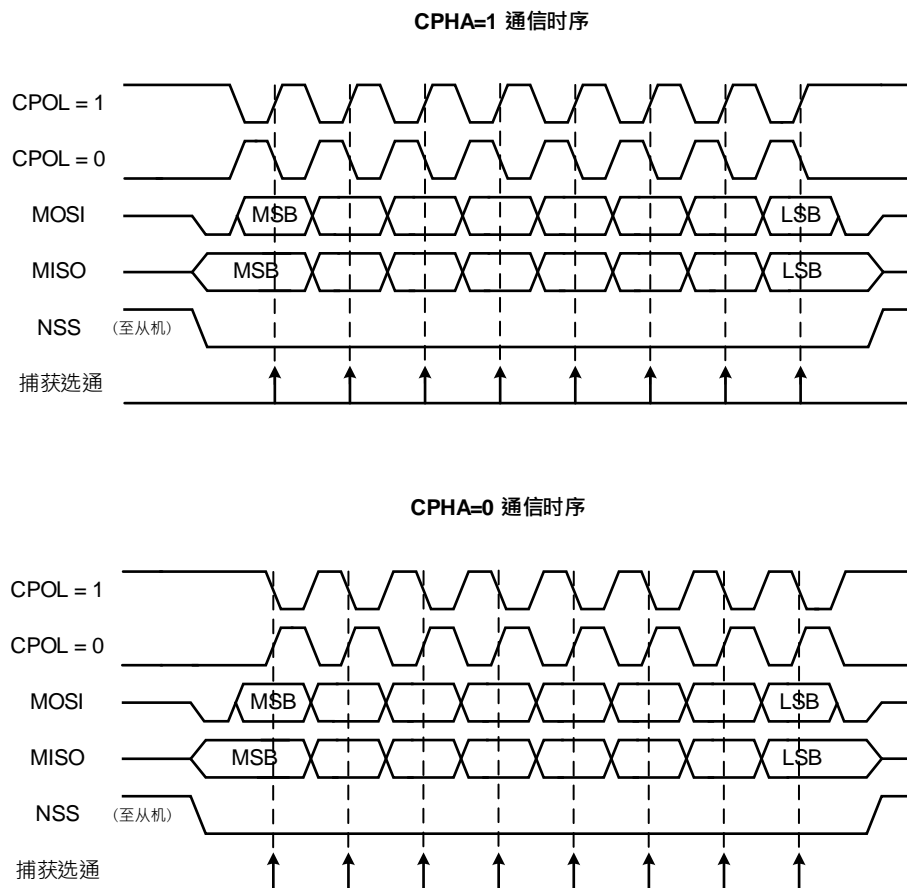 CPHA=1 通信时序
CPOL = 1
CPOL = 0
MOSI MSB LSB
MISO MSB LSB
NSS (至从机)
捕获选通
CPHA=0 通信时序
CPOL = 1
CPOL = 0
MOSI MSB LSB
MISO MSB LSB
NSS (至从机)
捕获选通